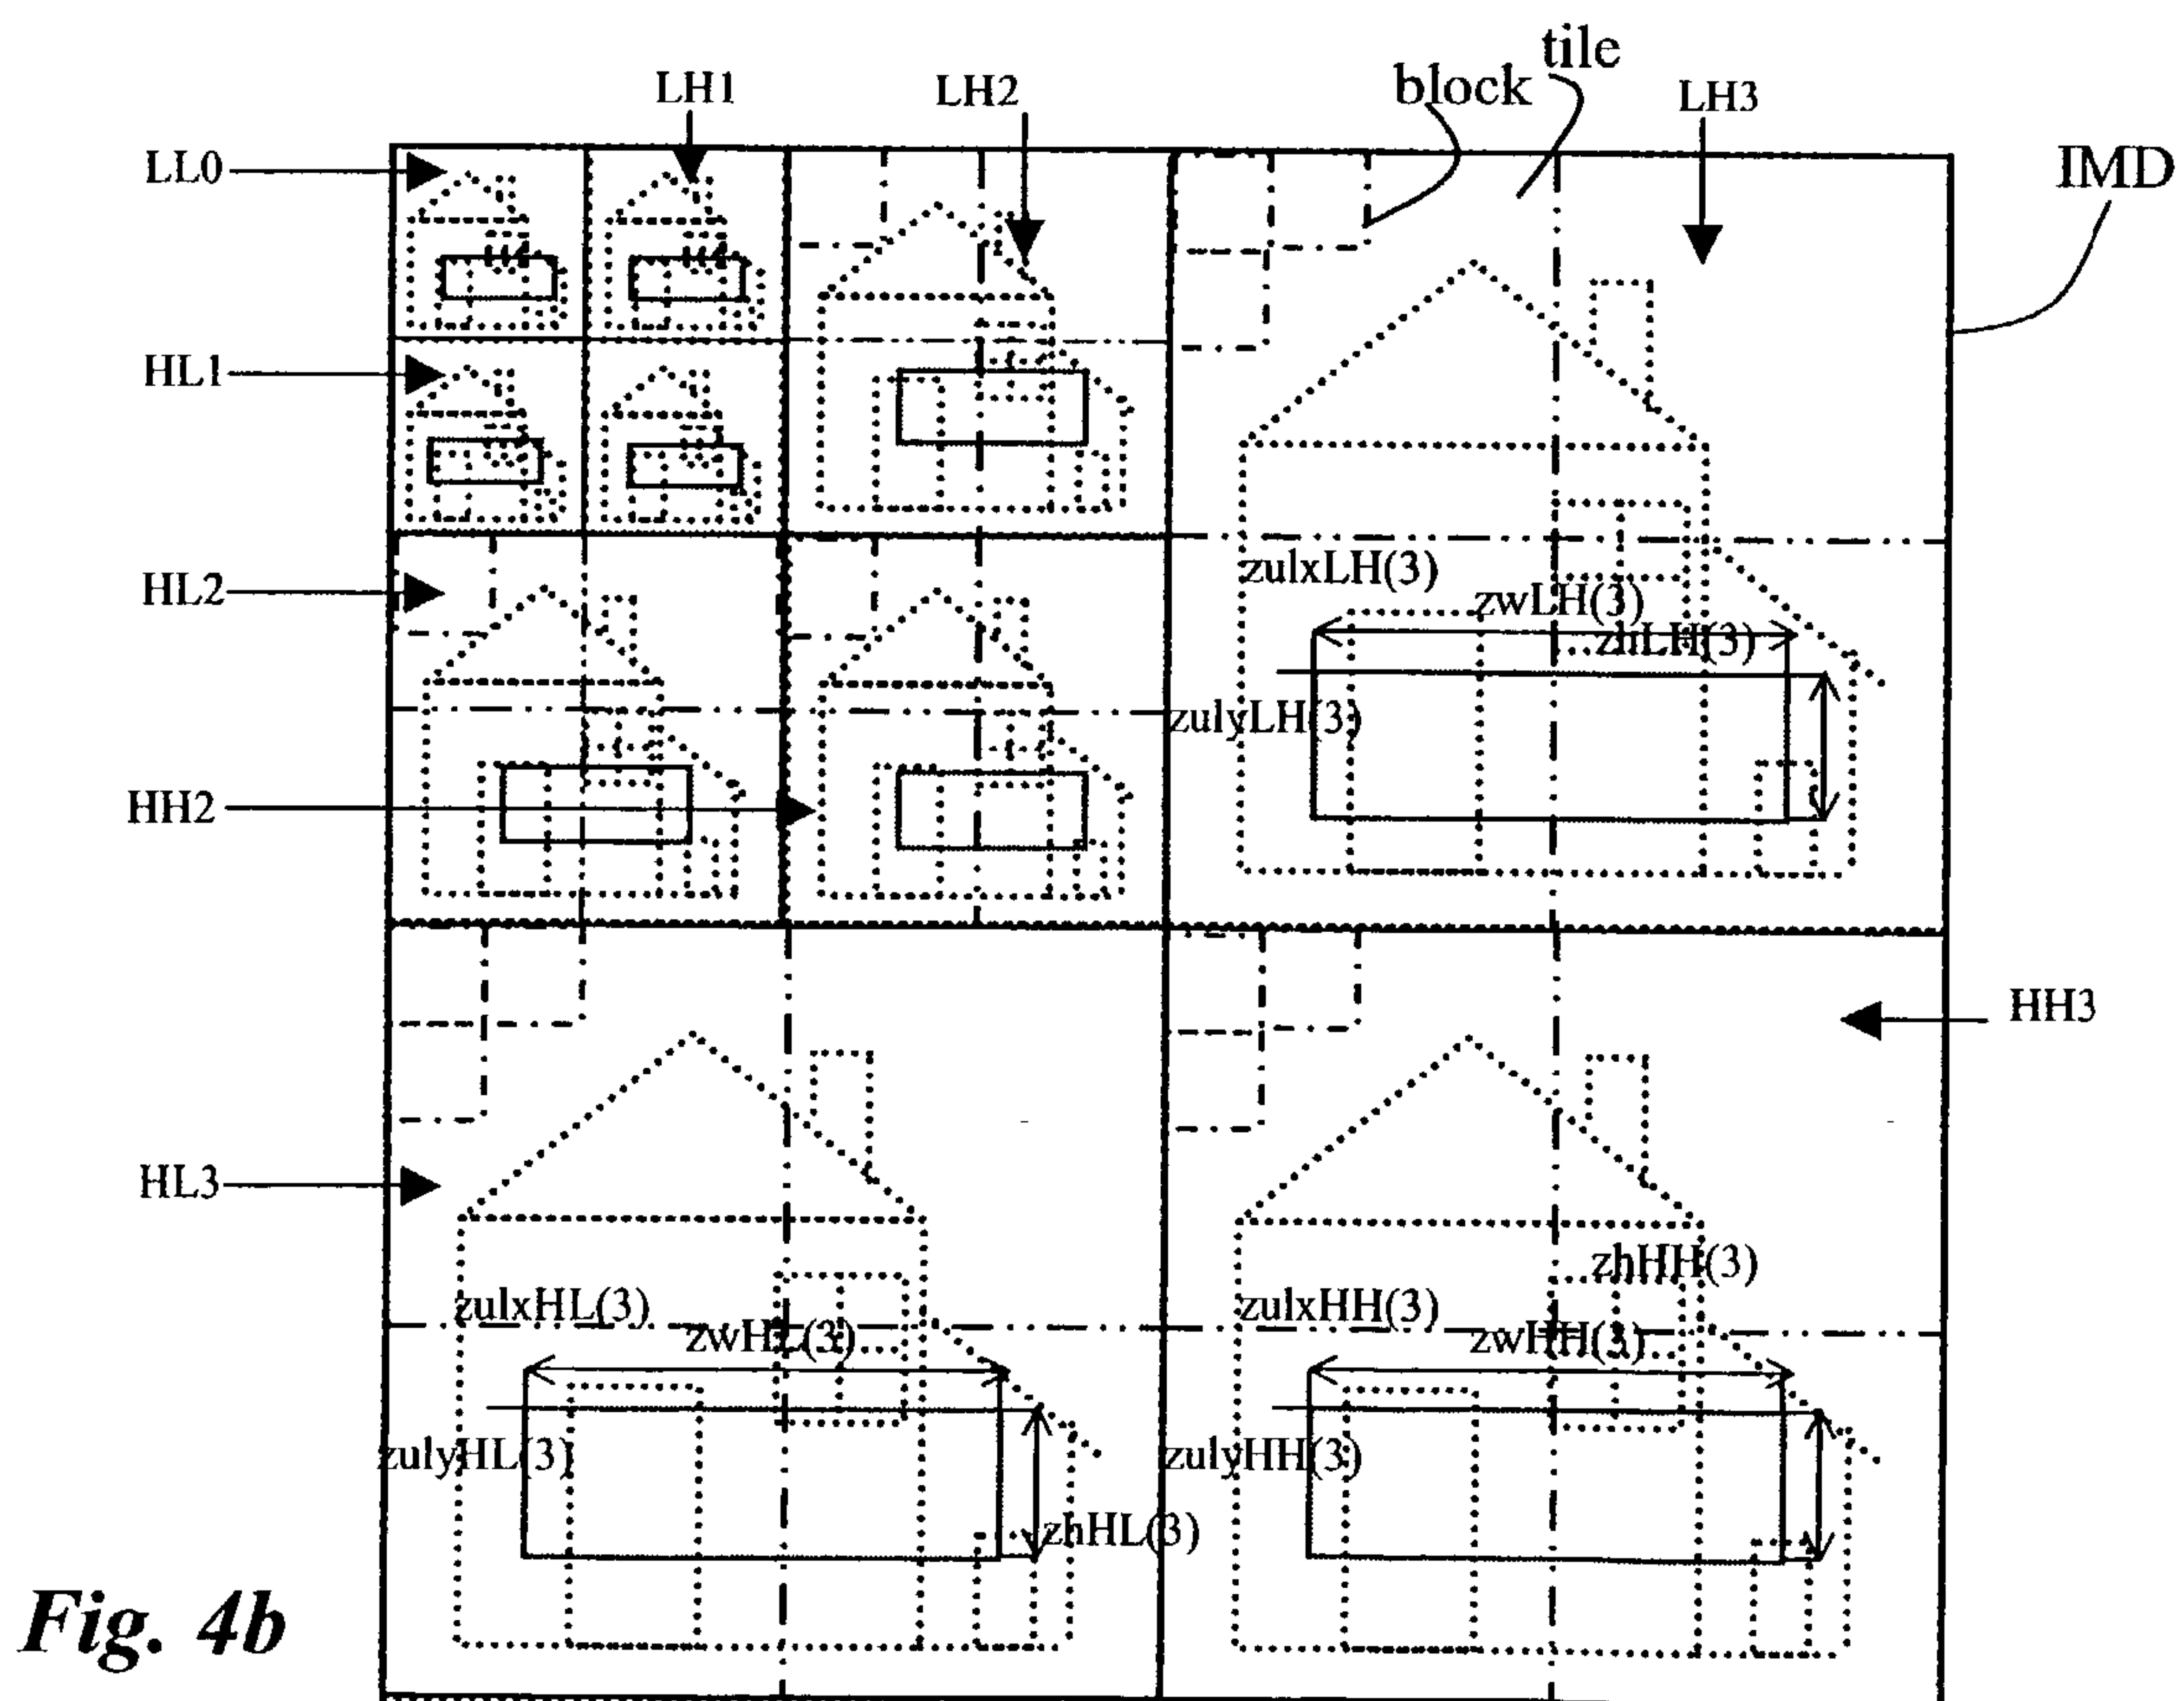 tile
block
LH1
LH2
LH3
LL0
IMD
HL1
HL2
zulxLH(3)
zwLH(3)
zhLH(3)
zulyLH(3)
HH2
HH3
HL3
zhHH(3)
zulxHL(3)
zulxHH(3)
zwHL(3)
zwHH(3)
zulyHL(3)
zulyHH(3)
zhHL(3)
Fig. 4b